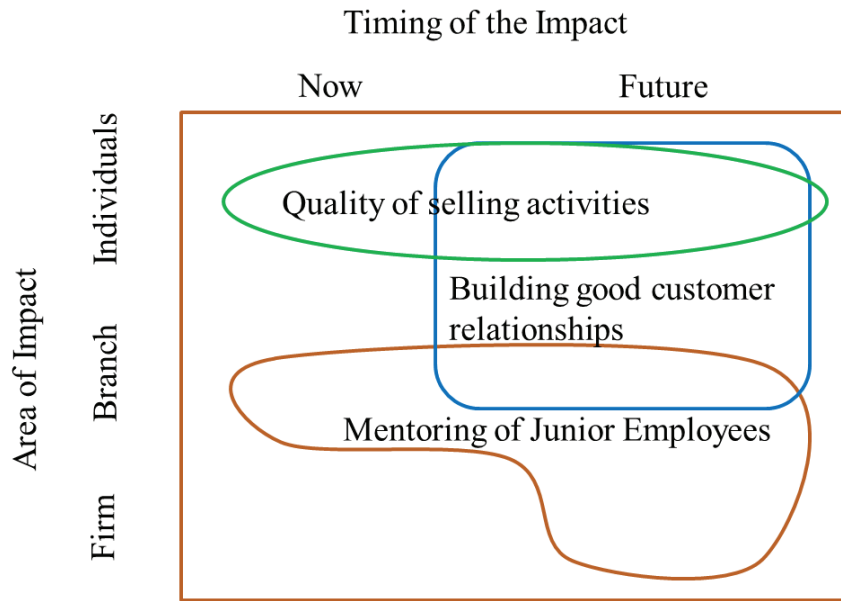 Timing of the Impact
Now
Future
Area of Impact
Individuals
Branch
Firm
Quality of selling activities
Building good customer
relationships
Mentoring of Junior Employees